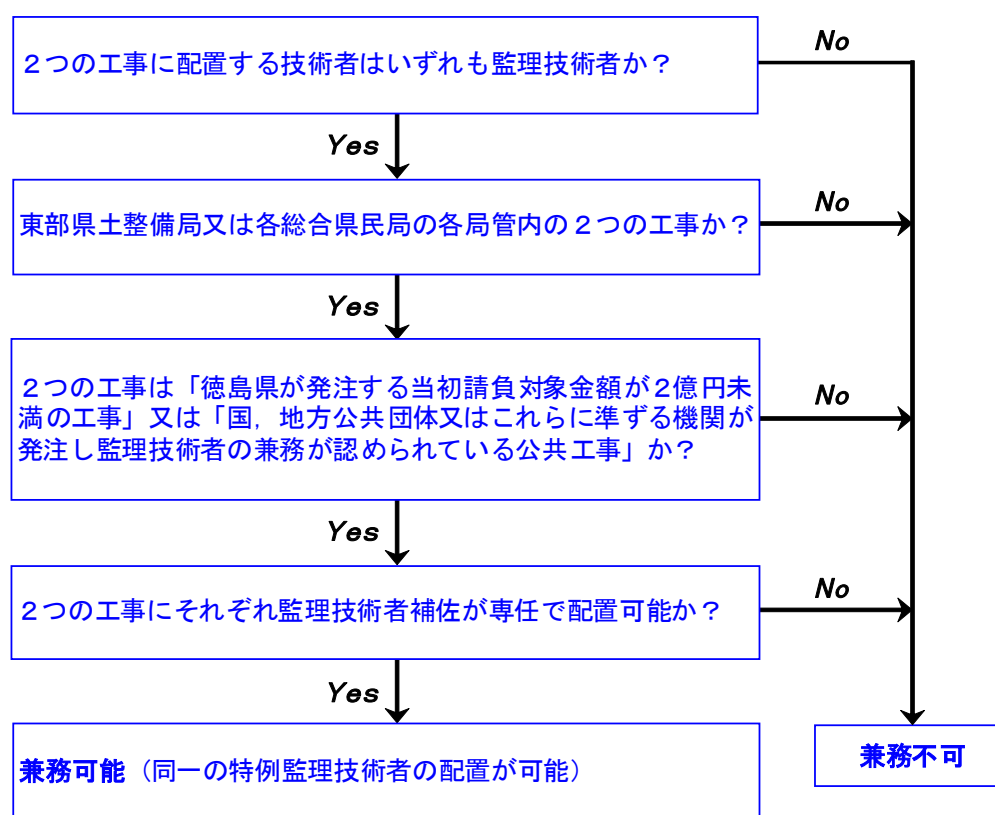 ２つの工事に配置する技術者はいずれも監理技術者か？
No
Yes
東部県土整備局又は各総合県民局の各局管内の２つの工事か？
No
Yes
２つの工事は「徳島県が発注する当初請負対象金額が２億円未
満の工事」又は「国，地方公共団体又はこれらに準ずる機関が
発注し監理技術者の兼務が認められている公共工事」か？
No
Yes
２つの工事にそれぞれ監理技術者補佐が専任で配置可能か？
No
Yes
兼務可能（同一の特例監理技術者の配置が可能）
兼務不可